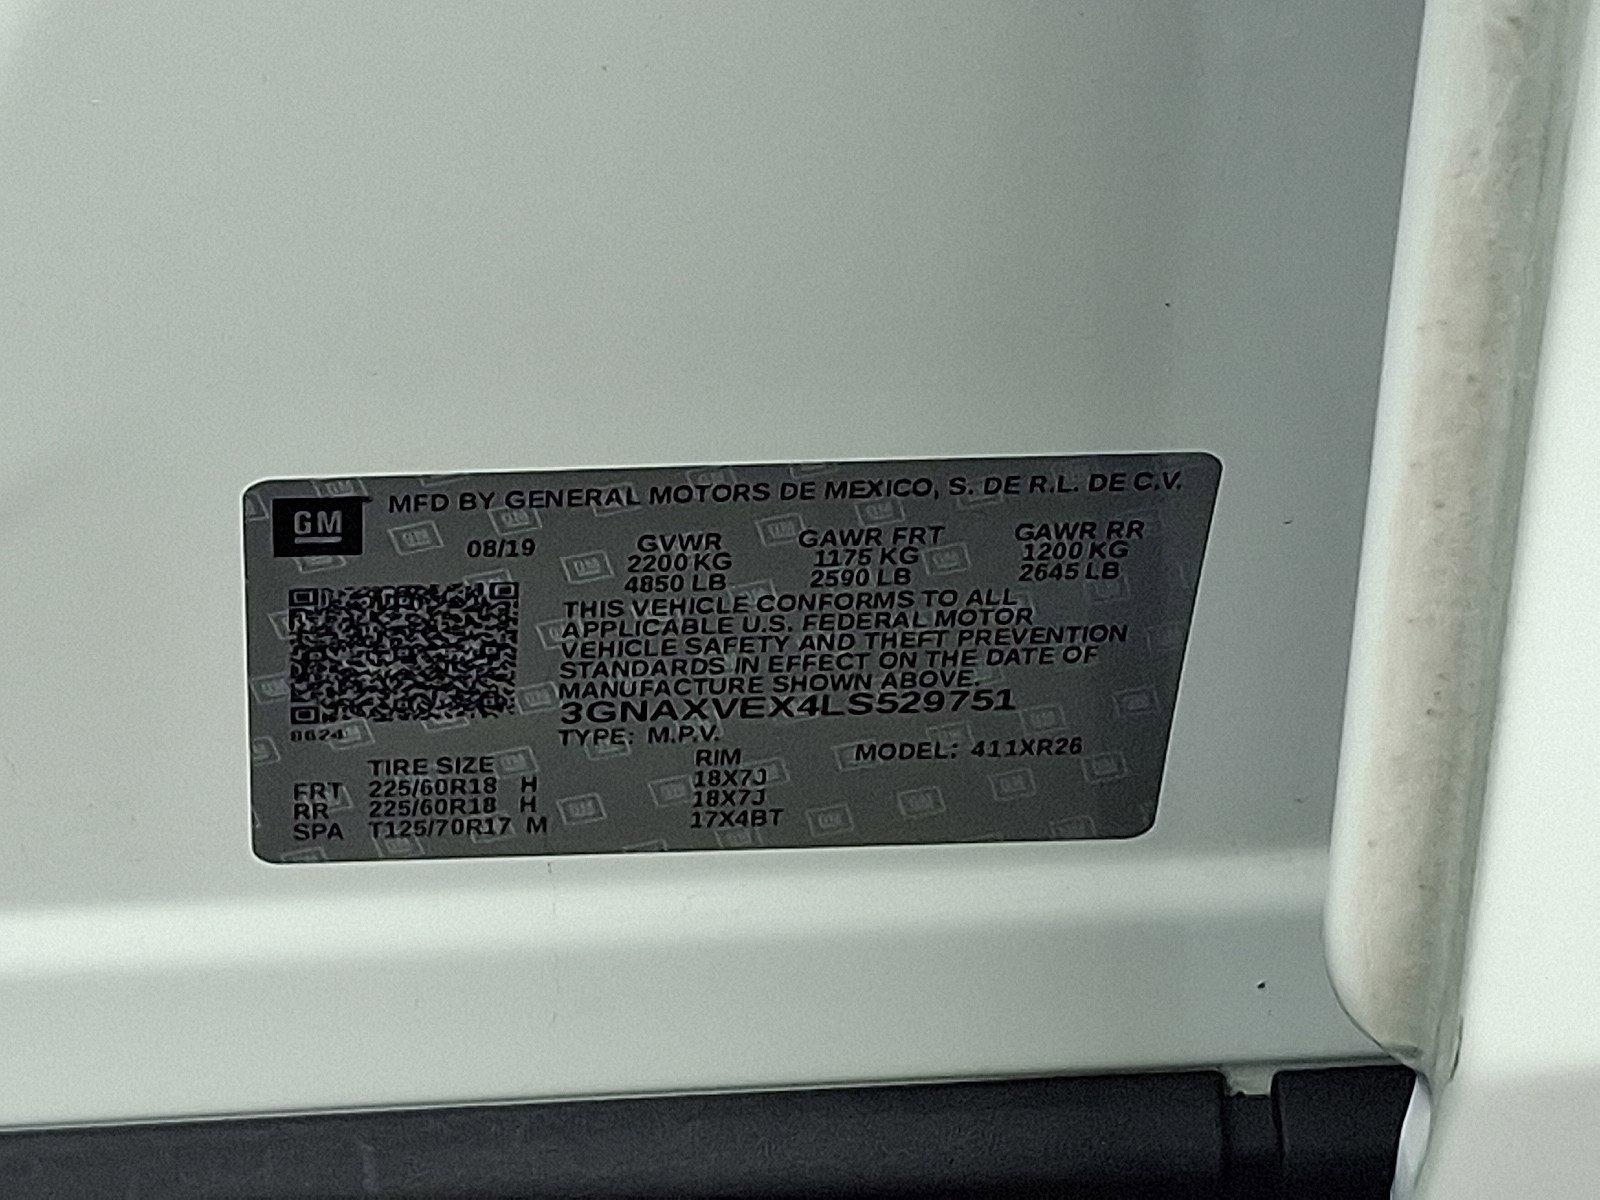 GM
MFD BY GENERAL MOTORS DE MEXICO, S. DE R.L. DE C.V.
08/19
GVWR GAWR FRT GAWR RR
2200 KG 1175 KG 1200 KG
4850 LB 2590 LB 2645 LB
THIS VEHICLE CONFORMS TO ALL
APPLICABLE U.S. FEDERAL MOTOR
VEHICLE SAFETY AND THEFT PREVENTION
STANDARDS IN EFFECT ON THE DATE OF
MANUFACTURE SHOWN ABOVE.
3GNAXVEX4LS529751
TYPE: M.P.V. MODEL: 411XR26
TIRE SIZE RIM
FRT 225/60R18 H 18X7J
RR 225/60R18 H 18X7J
SPA T125/70R17 M 17X4BT